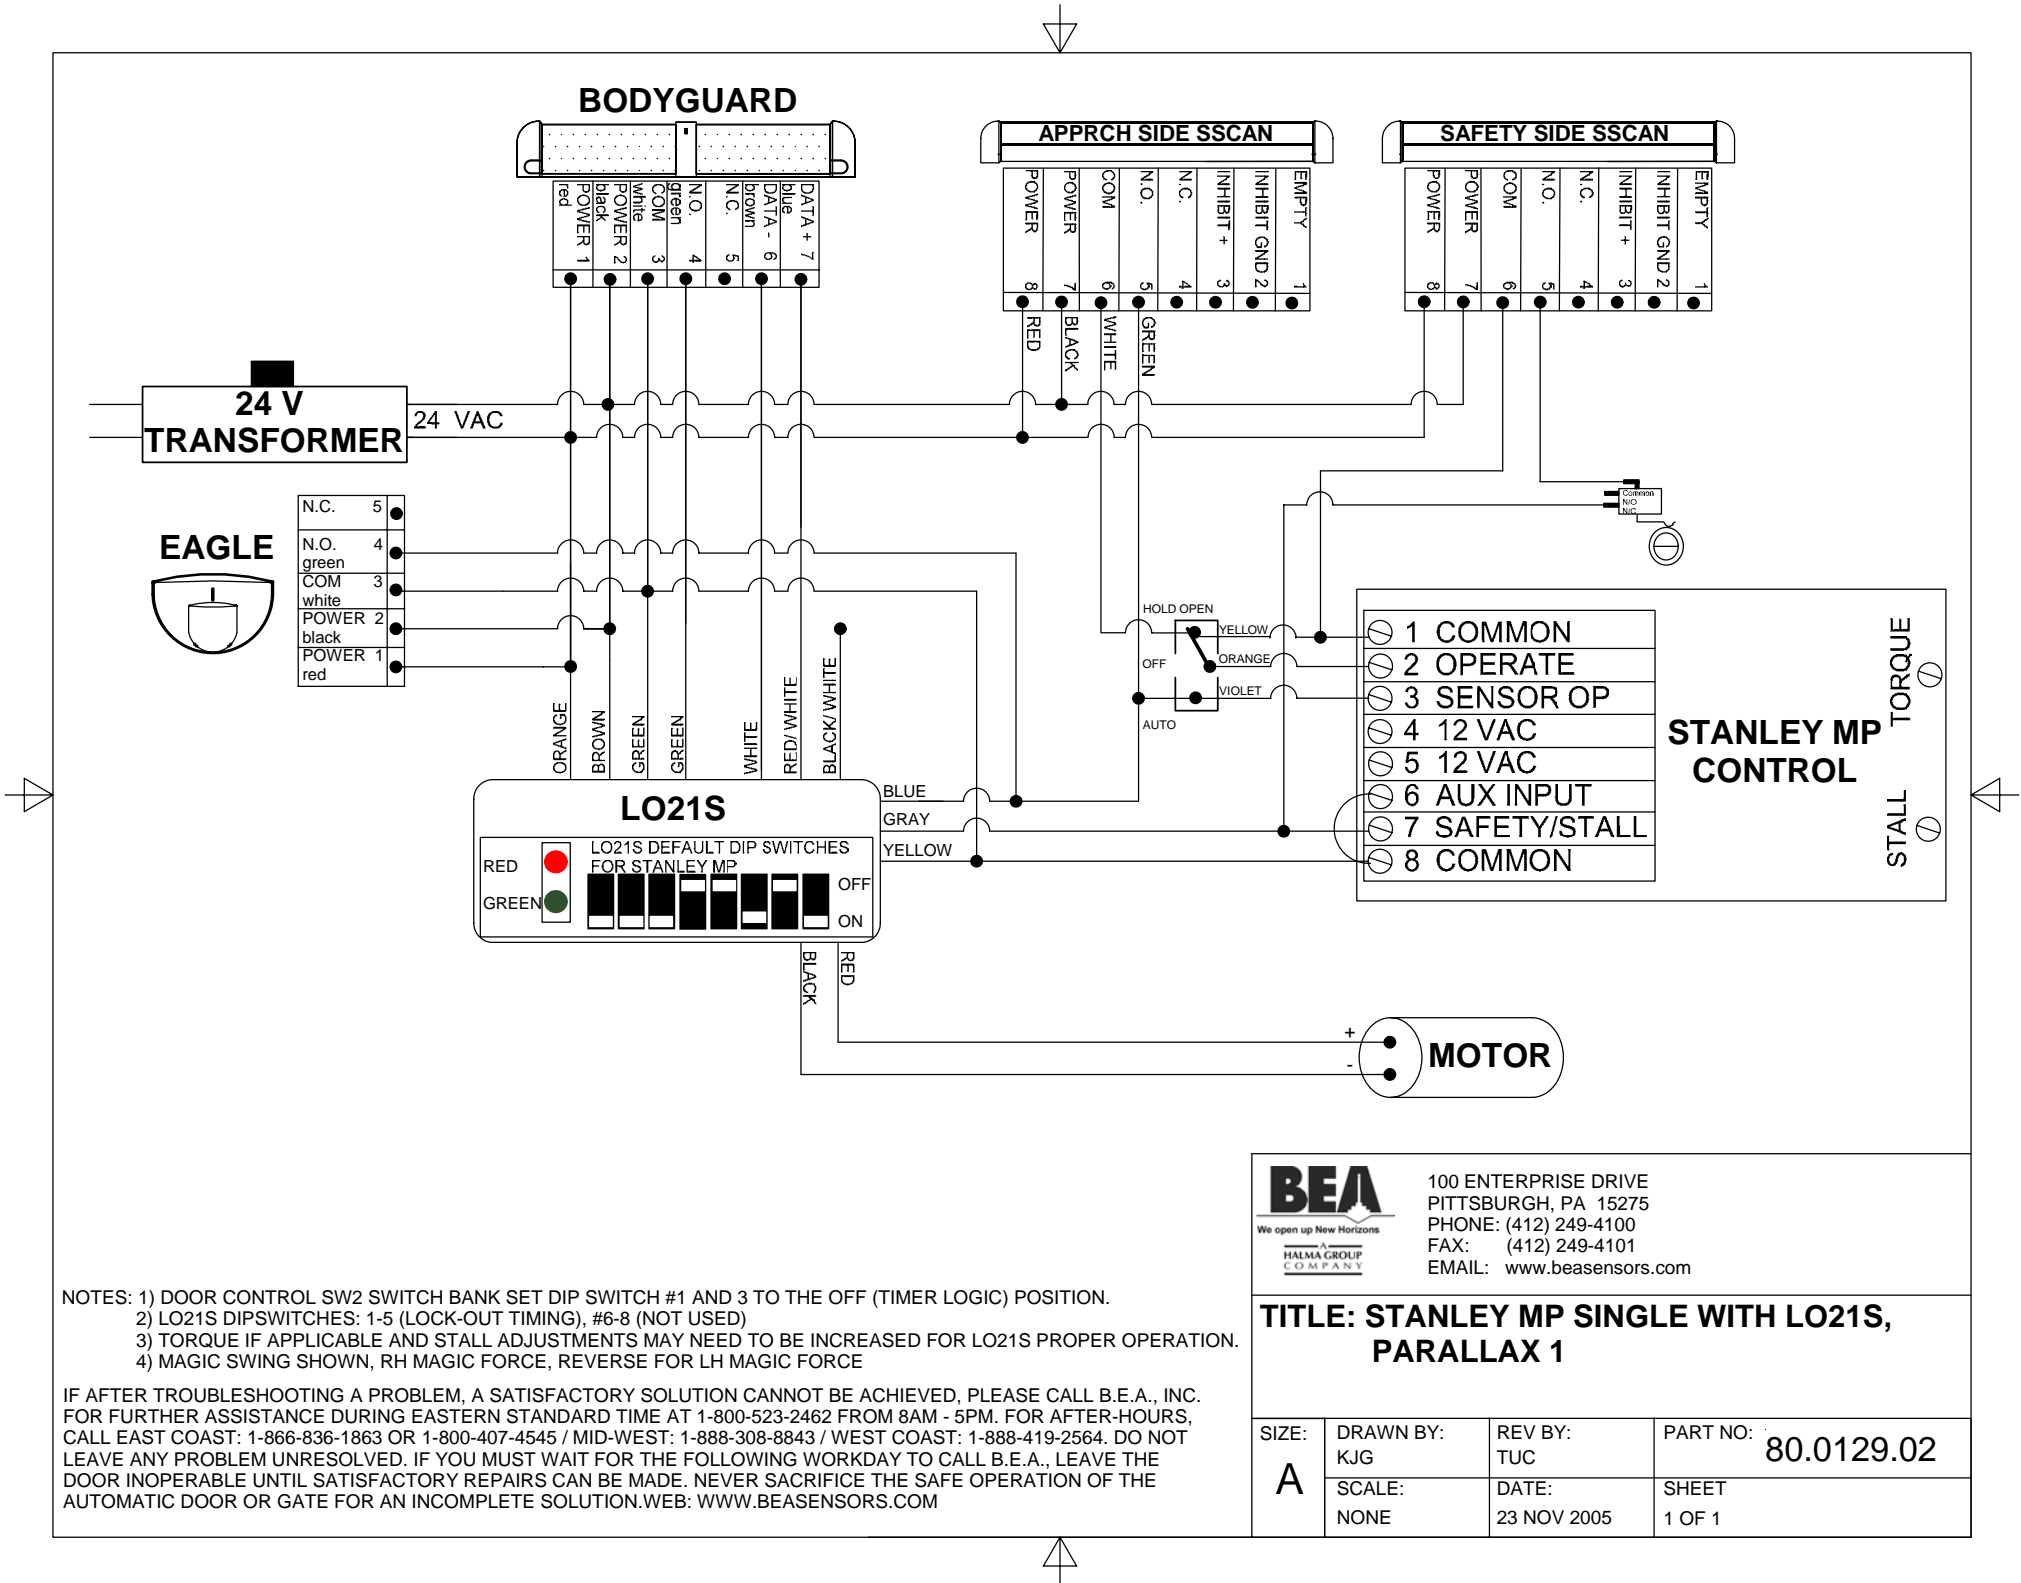 BODYGUARD
POWER 1
red
POWER 2
black
COM 3
white
N.O. 4
green
N.C. 5
DATA - 6
brown
DATA + 7
blue
APPRCH SIDE SSCAN
POWER 8
POWER 7
COM 6
N.O. 5
N.C. 4
INHIBIT + 3
INHIBIT GND 2
EMPTY 1
RED
BLACK
WHITE
GREEN
SAFETY SIDE SSCAN
POWER 8
POWER 7
COM 6
N.O. 5
N.C. 4
INHIBIT + 3
INHIBIT GND 2
EMPTY 1
24 V
TRANSFORMER
24 VAC
EAGLE
N.C. 5
N.O. 4
green
COM 3
white
POWER 2
black
POWER 1
red
Common
N/O
N/C
HOLD OPEN
OFF
AUTO
YELLOW
ORANGE
VIOLET
1 COMMON
2 OPERATE
3 SENSOR OP
4 12 VAC
5 12 VAC
6 AUX INPUT
7 SAFETY/STALL
8 COMMON
STANLEY MP
CONTROL
TORQUE
STALL
ORANGE
BROWN
GREEN
GREEN
WHITE
RED/ WHITE
BLACK/ WHITE
LO21S
BLUE
GRAY
YELLOW
RED
GREEN
LO21S DEFAULT DIP SWITCHES
FOR STANLEY MP
OFF
ON
BLACK
RED
+
-
MOTOR
BEA
We open up New Horizons
A
HALMA GROUP
COMPANY
100 ENTERPRISE DRIVE
PITTSBURGH, PA 15275
PHONE: (412) 249-4100
FAX: (412) 249-4101
EMAIL: www.beasensors.com
NOTES: 1) DOOR CONTROL SW2 SWITCH BANK SET DIP SWITCH #1 AND 3 TO THE OFF (TIMER LOGIC) POSITION.
2) LO21S DIPSWITCHES: 1-5 (LOCK-OUT TIMING), #6-8 (NOT USED)
3) TORQUE IF APPLICABLE AND STALL ADJUSTMENTS MAY NEED TO BE INCREASED FOR LO21S PROPER OPERATION.
4) MAGIC SWING SHOWN, RH MAGIC FORCE, REVERSE FOR LH MAGIC FORCE
IF AFTER TROUBLESHOOTING A PROBLEM, A SATISFACTORY SOLUTION CANNOT BE ACHIEVED, PLEASE CALL B.E.A., INC.
FOR FURTHER ASSISTANCE DURING EASTERN STANDARD TIME AT 1-800-523-2462 FROM 8AM - 5PM. FOR AFTER-HOURS,
CALL EAST COAST: 1-866-836-1863 OR 1-800-407-4545 / MID-WEST: 1-888-308-8843 / WEST COAST: 1-888-419-2564. DO NOT
LEAVE ANY PROBLEM UNRESOLVED. IF YOU MUST WAIT FOR THE FOLLOWING WORKDAY TO CALL B.E.A., LEAVE THE
DOOR INOPERABLE UNTIL SATISFACTORY REPAIRS CAN BE MADE. NEVER SACRIFICE THE SAFE OPERATION OF THE
AUTOMATIC DOOR OR GATE FOR AN INCOMPLETE SOLUTION.WEB: WWW.BEASENSORS.COM
TITLE: STANLEY MP SINGLE WITH LO21S,
PARALLAX 1
SIZE:
A
DRAWN BY:
KJG
REV BY:
TUC
PART NO:
80.0129.02
SCALE:
NONE
DATE:
23 NOV 2005
SHEET
1 OF 1